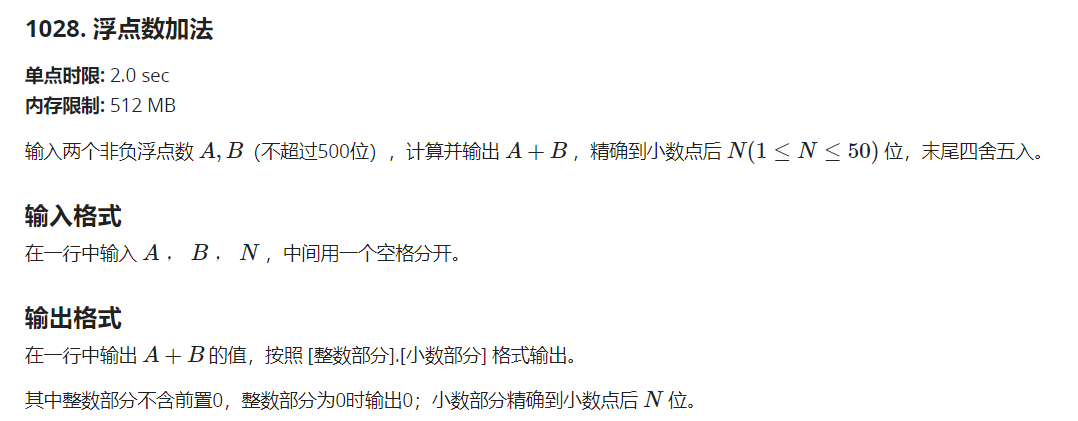 1028. 浮点数加法
单点时限: 2.0 sec
内存限制: 512 MB
输入两个非负浮点数 A, B（不超过500位）, 计算并输出 A + B , 精确到小数点后 N(1 ≤ N ≤ 50) 位，末尾四舍五入。
输入格式
在一行中输入 A ， B ， N ，中间用一个空格分开。
输出格式
在一行中输出 A + B 的值，按照 [整数部分].[小数部分] 格式输出。
其中整数部分不含前置0，整数部分为0时输出0；小数部分精确到小数点后 N 位。